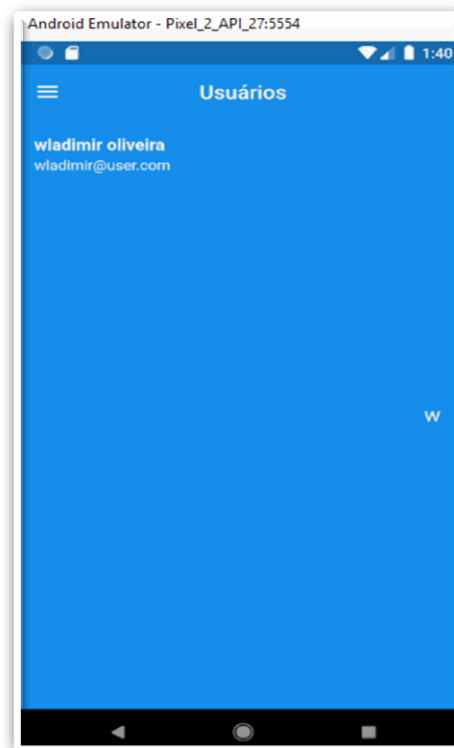 Android Emulator - Pixel_2_API_27:5554
1:40
Usuários
wladimir oliveira
wladimir@user.com
W